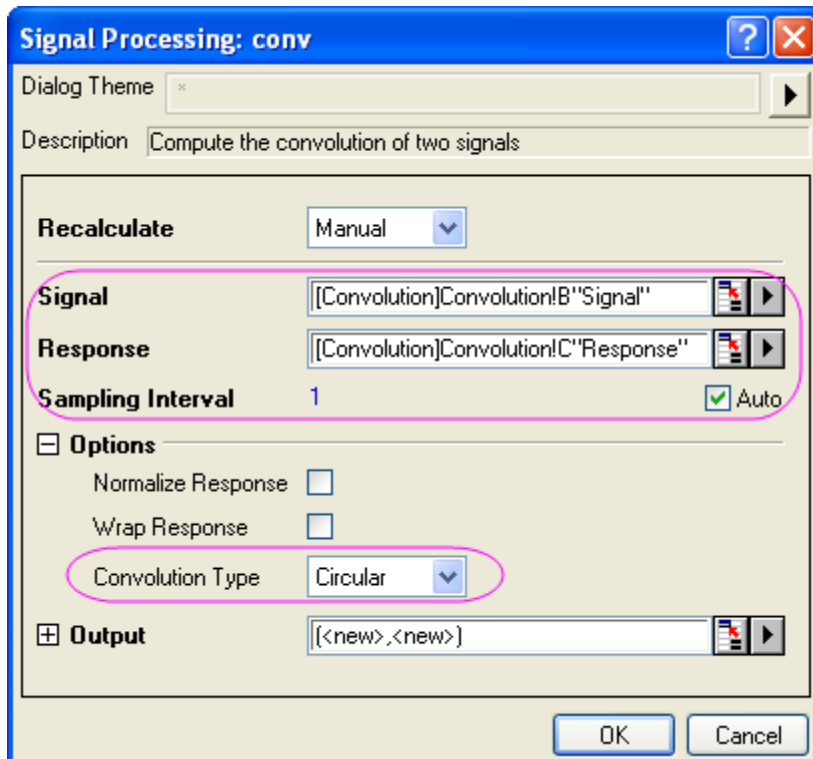 Signal Processing: conv
Dialog Theme *
Description Compute the convolution of two signals
Recalculate Manual
Signal [Convolution]Convolution!B"Signal"
Response [Convolution]Convolution!C"Response"
Sampling Interval 1 Auto
Options
Normalize Response
Wrap Response
Convolution Type Circular
Output (<new>,<new>)
OK Cancel